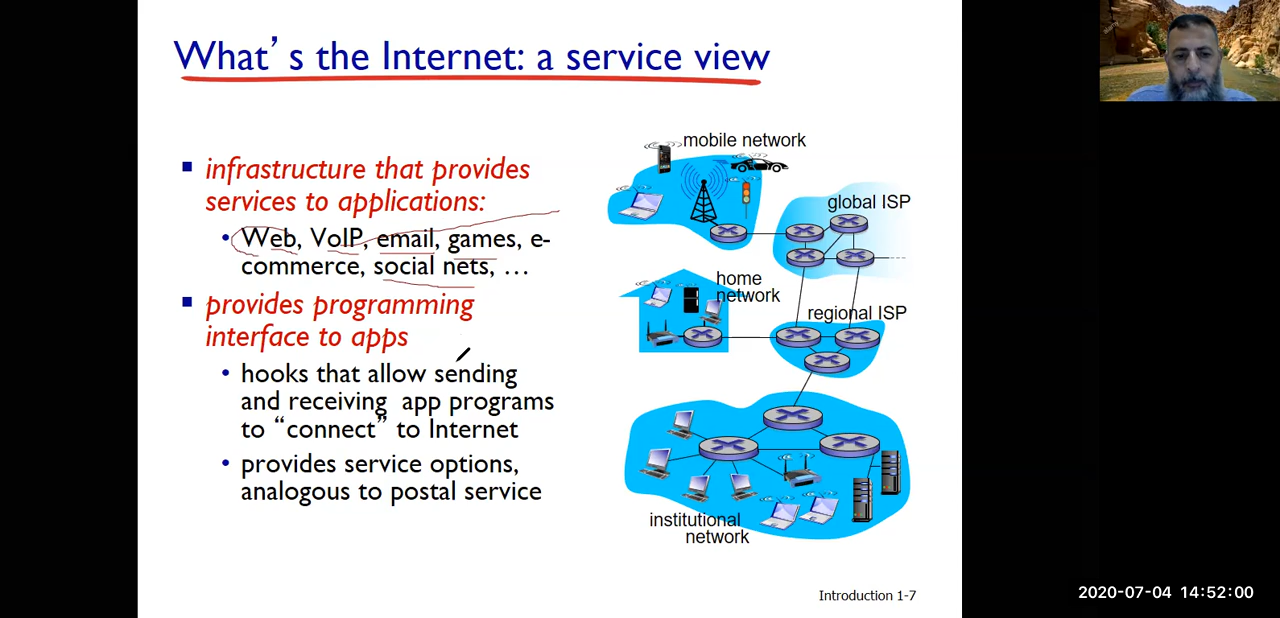 What's the Internet: a service view
infrastructure that provides
services to applications:
Web, VoIP, email, games, e-
commerce, social nets, …
provides programming
interface to apps
hooks that allow sending
and receiving app programs
to “connect” to Internet
provides service options,
analogous to postal service
mobile network
global ISP
home
network
regional ISP
institutional
network
Introduction 1-7
2020-07-04 14:52:00